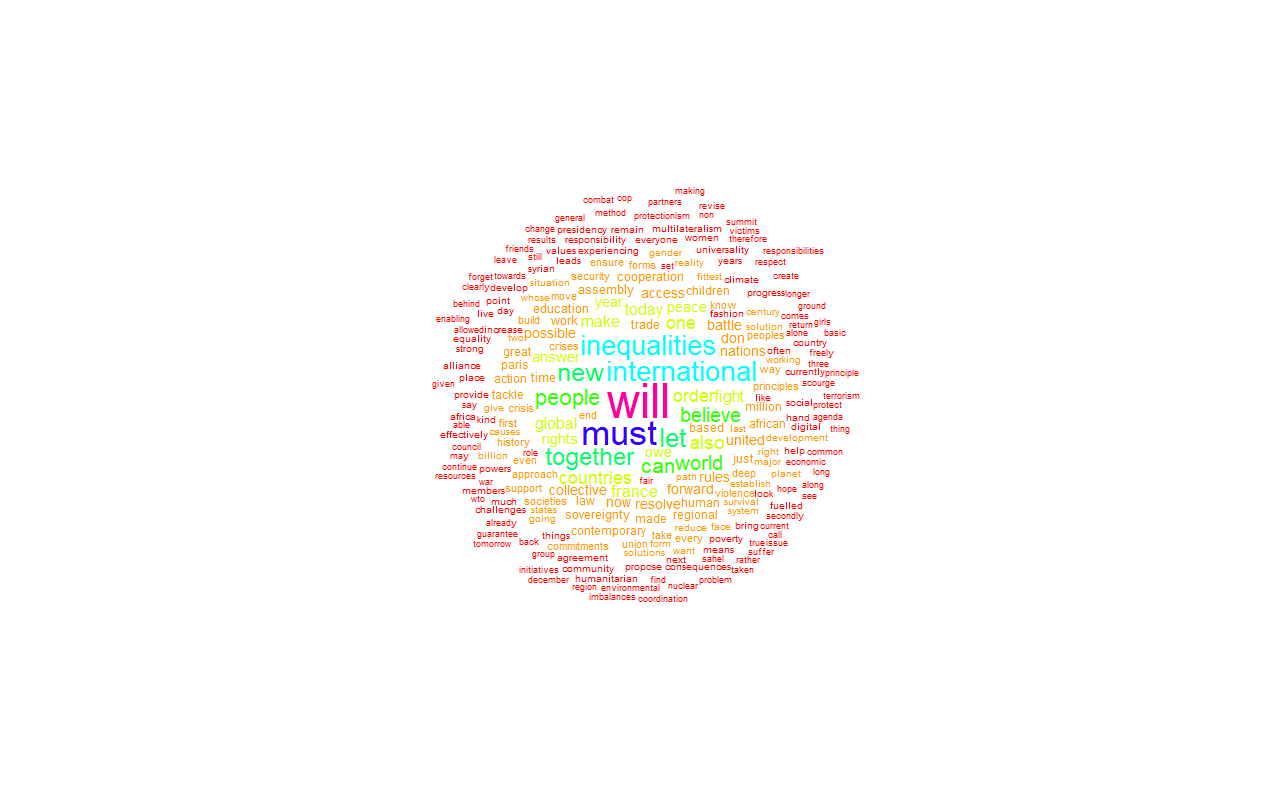 making
combat cop partners
revise
general method protectionism non
summit
change presidency remain multilateralism victims
results responsibility everyone women therefore
friends values experiencing gender universality responsibilities
leave still leads ensure forms set reality years respect
syrian
forget towards situation security cooperation fittest climate create
clearly develop whose move assembly access children progress longer
behind point year today peace know ground
enabling live day education make trade one fashion century comes
build work battle solution return girls
allowed increase possible don peoples alone basic
equality two crises inequalities nations often country
strong great answer working freely
alliance paris new international way three
given place action time currently principle
provide tackle people will order fight principles like social scourge terrorism
say give crisis million protect
africa kind first end believe african hand agenda
able causes global must based last digital thing
effectively history rights let also united development
council role together owe right help common
may billion even can world just major economic
continue powers approach path rules deep planet long
resources war countries fair
members support collective france forward establish hope along
wto much societies law now resolve human violence look see
challenges states survival fuelled
already going sovereignty made regional system secondly
guarantee things contemporary take reduce face bring current
tomorrow back commitments union form every poverty call
group agreement solutions want means true issue
next sahel suffer rather
initiatives community propose consequences taken
december humanitarian find problem
region environmental nuclear
imbalances coordination